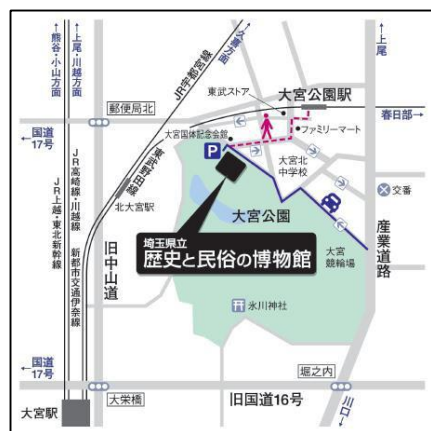 ←熊谷・小山方面
←上尾・川越方面
JR宇都宮線
久喜方面
←上尾
東武ストア
大宮公園駅
春日部→
郵便局北
←国道17号
大宮国体記念会館
ファミリーマート
P
大宮北中学校
交番
東武野田線
北大宮駅
JR高崎線・川越線
JR上越・東北新幹線
新都市交通伊奈線
旧中山道
大宮公園
埼玉県立
歴史と民俗の博物館
大宮競輪場
産業道路
氷川神社
←国道17号
堀之内
大栄橋
旧国道16号
川口→
大宮駅